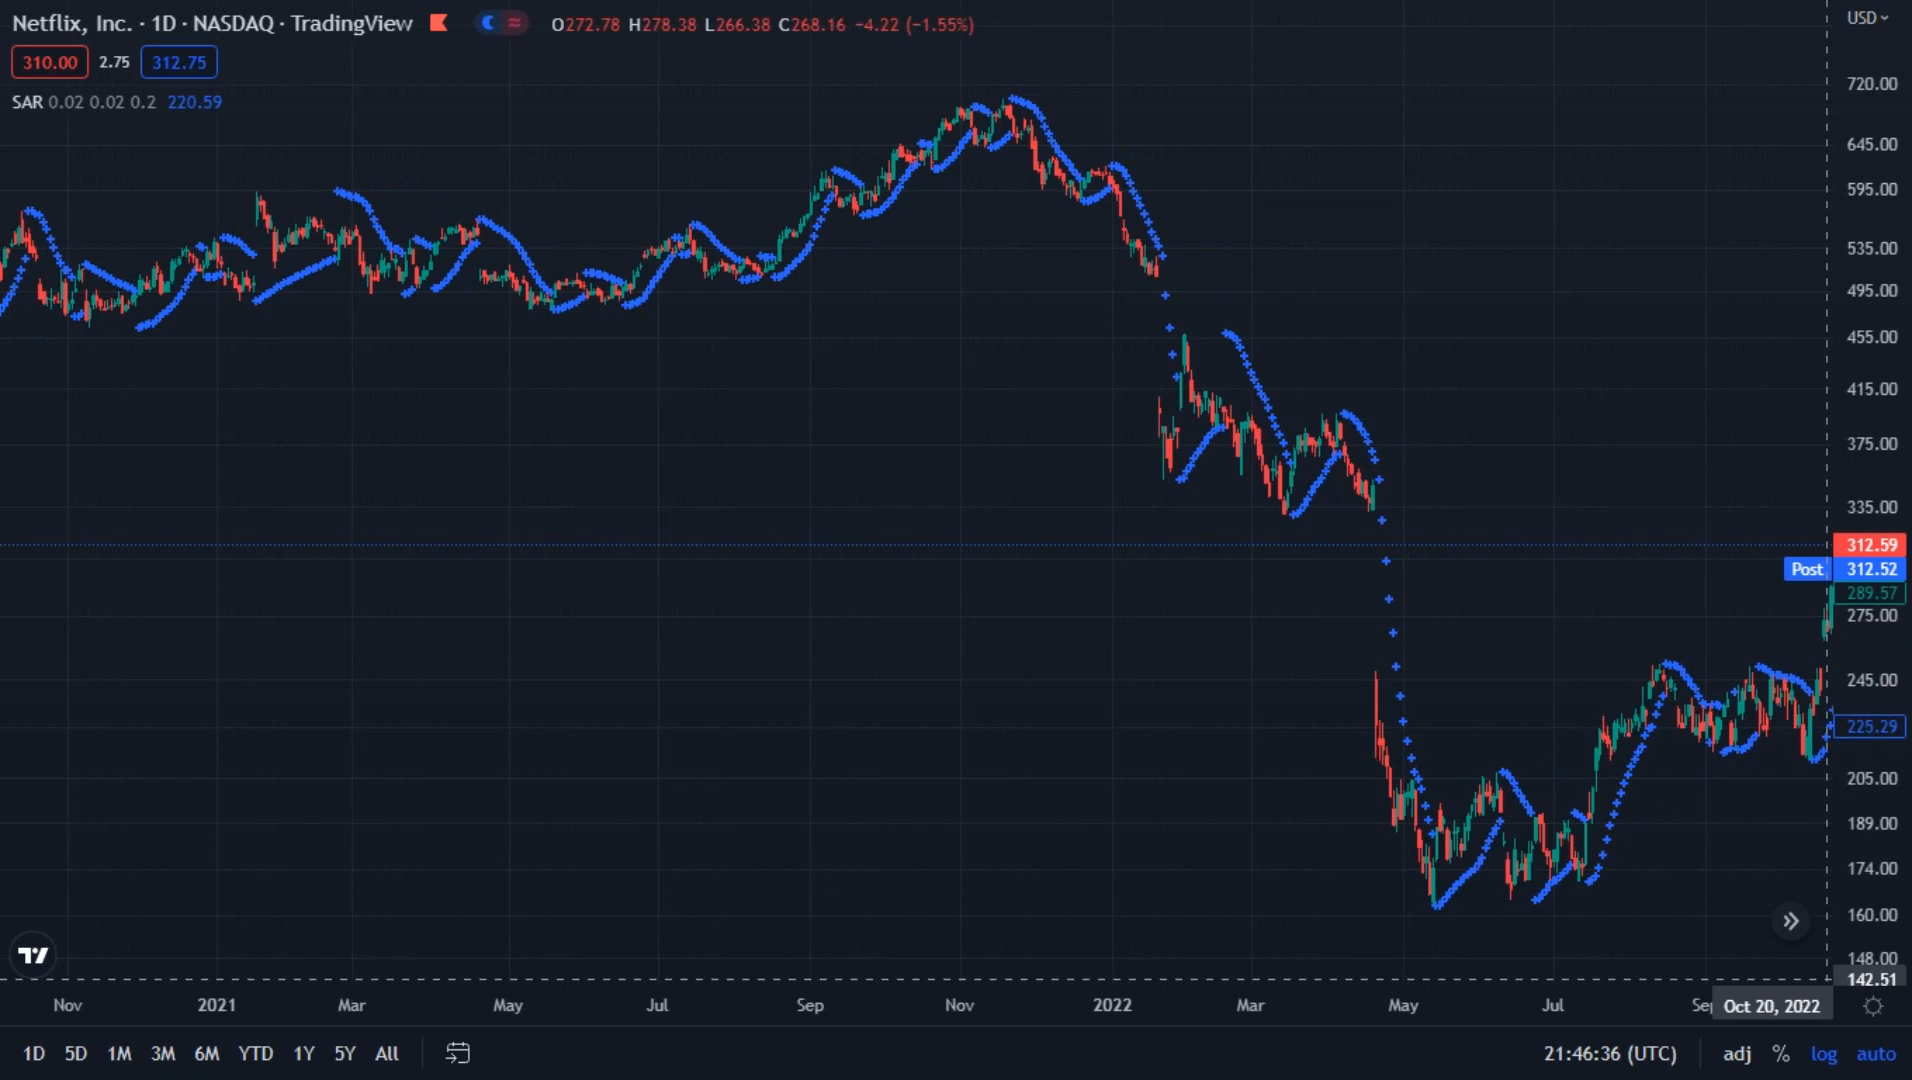 Netflix, Inc. · 1D · NASDAQ · TradingView O272.78 H278.38 L266.38 C268.16 −4.22 (−1.55%)
USD
310.00 2.75 312.75
SAR 0.02 0.02 0.2 220.59
720.00
645.00
595.00
535.00
495.00
455.00
415.00
375.00
335.00
312.59
Post 312.52
289.57
275.00
245.00
225.29
205.00
189.00
174.00
160.00
148.00
142.51
Nov 2021 Mar May Jul Sep Nov 2022 Mar May Jul Sep Oct 20, 2022
1D 5D 1M 3M 6M YTD 1Y 5Y All 21:46:36 (UTC) adj % log auto